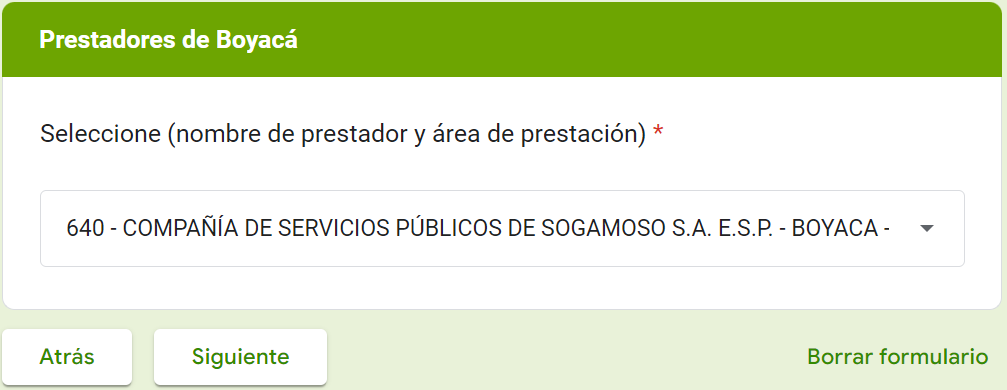 Prestadores de Boyacá
Seleccione (nombre de prestador y área de prestación) *
640 - COMPAÑÍA DE SERVICIOS PÚBLICOS DE SOGAMOSO S.A. E.S.P. - BOYACA -
Atrás
Siguiente
Borrar formulario